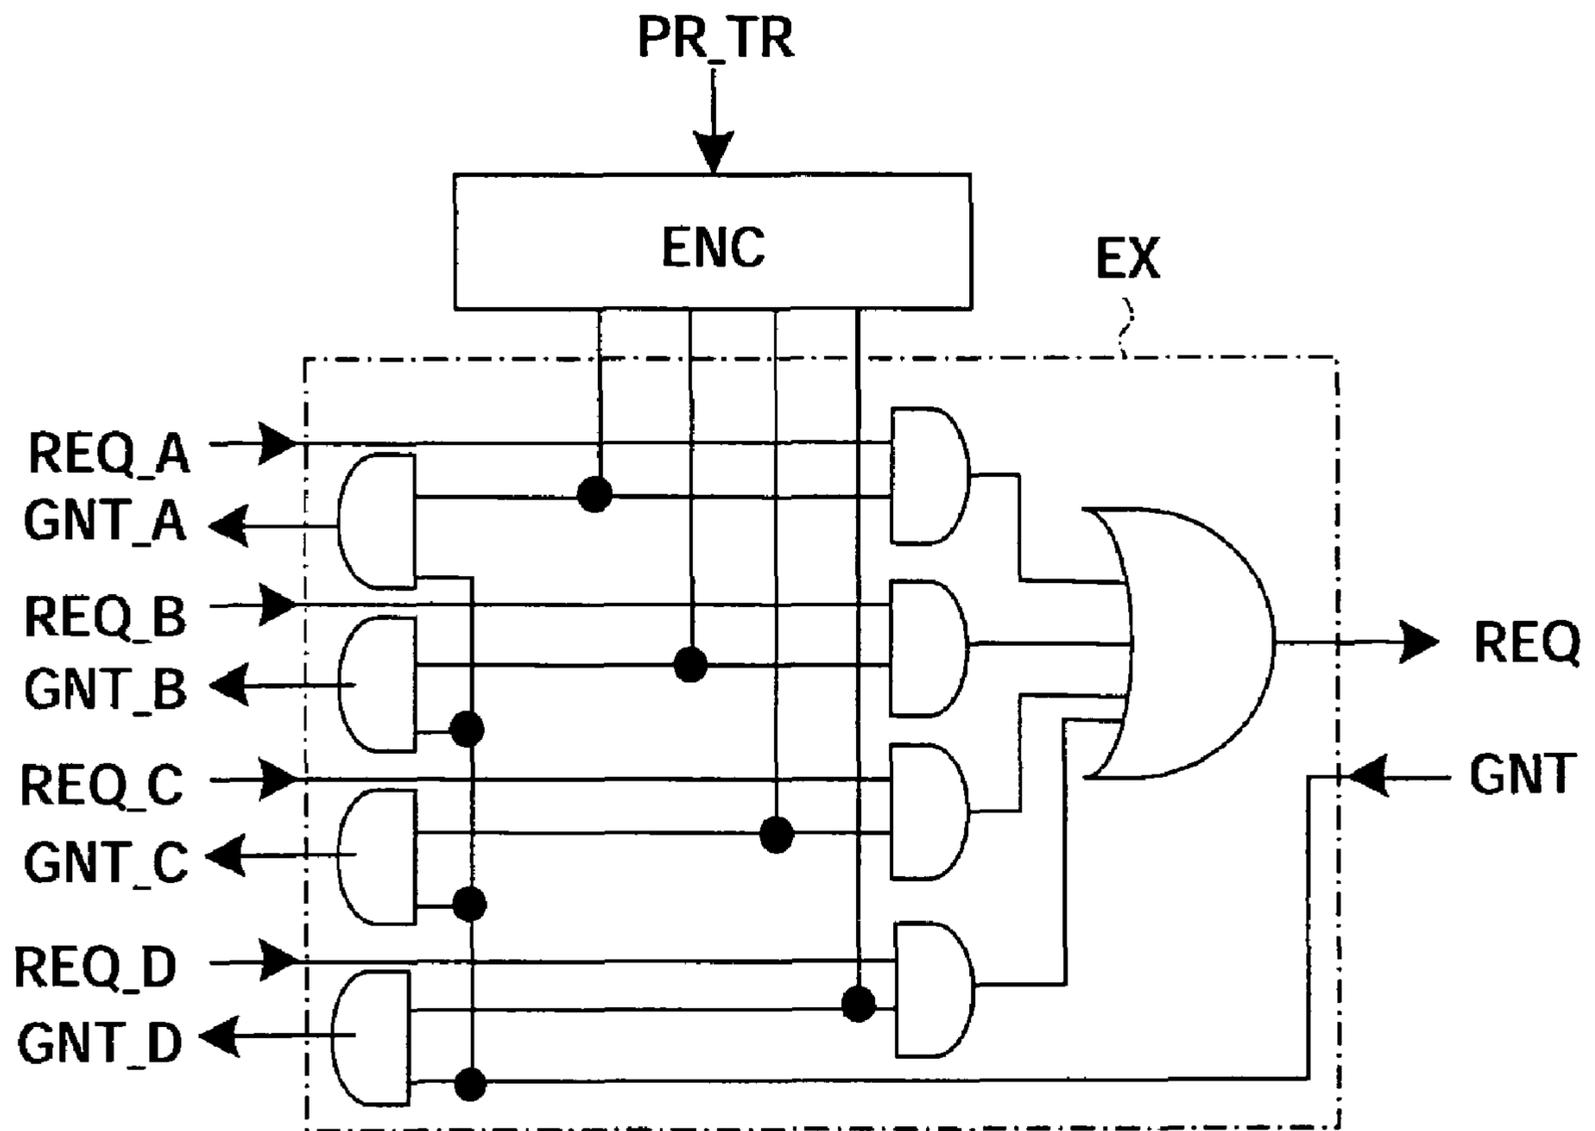 PR_TR
ENC
EX
REQ_A
GNT_A
REQ_B
GNT_B
REQ
REQ_C
GNT
GNT_C
REQ_D
GNT_D